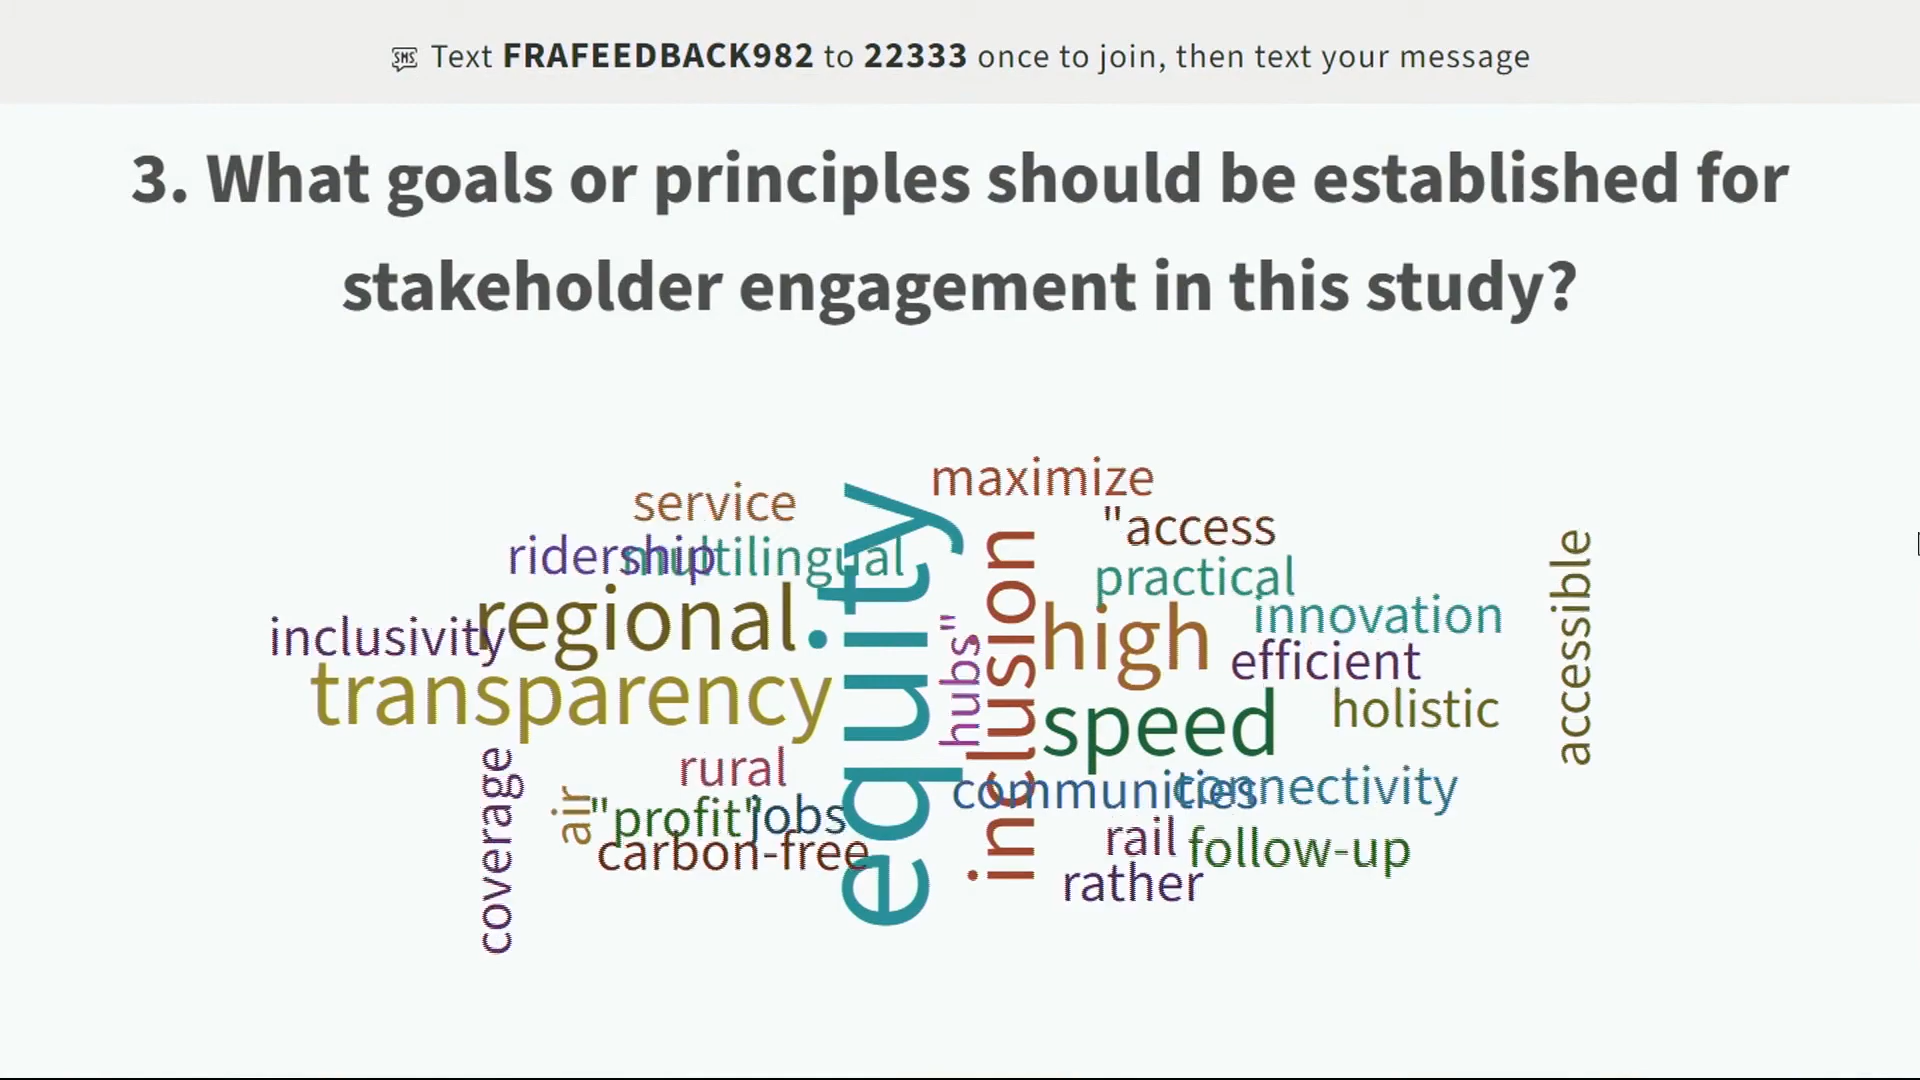 SMS Text FRAFEEDBACK982 to 22333 once to join, then text your message
3. What goals or principles should be established for
stakeholder engagement in this study?
maximize
service
"access
ridership
multilingual
practical
accessible
regional
equity
inclusion
high
innovation
inclusivity
hubs"
efficient
transparency
speed
holistic
rural
communities
connectivity
coverage
air
"profit"
jobs
rail
follow-up
carbon-free
rather